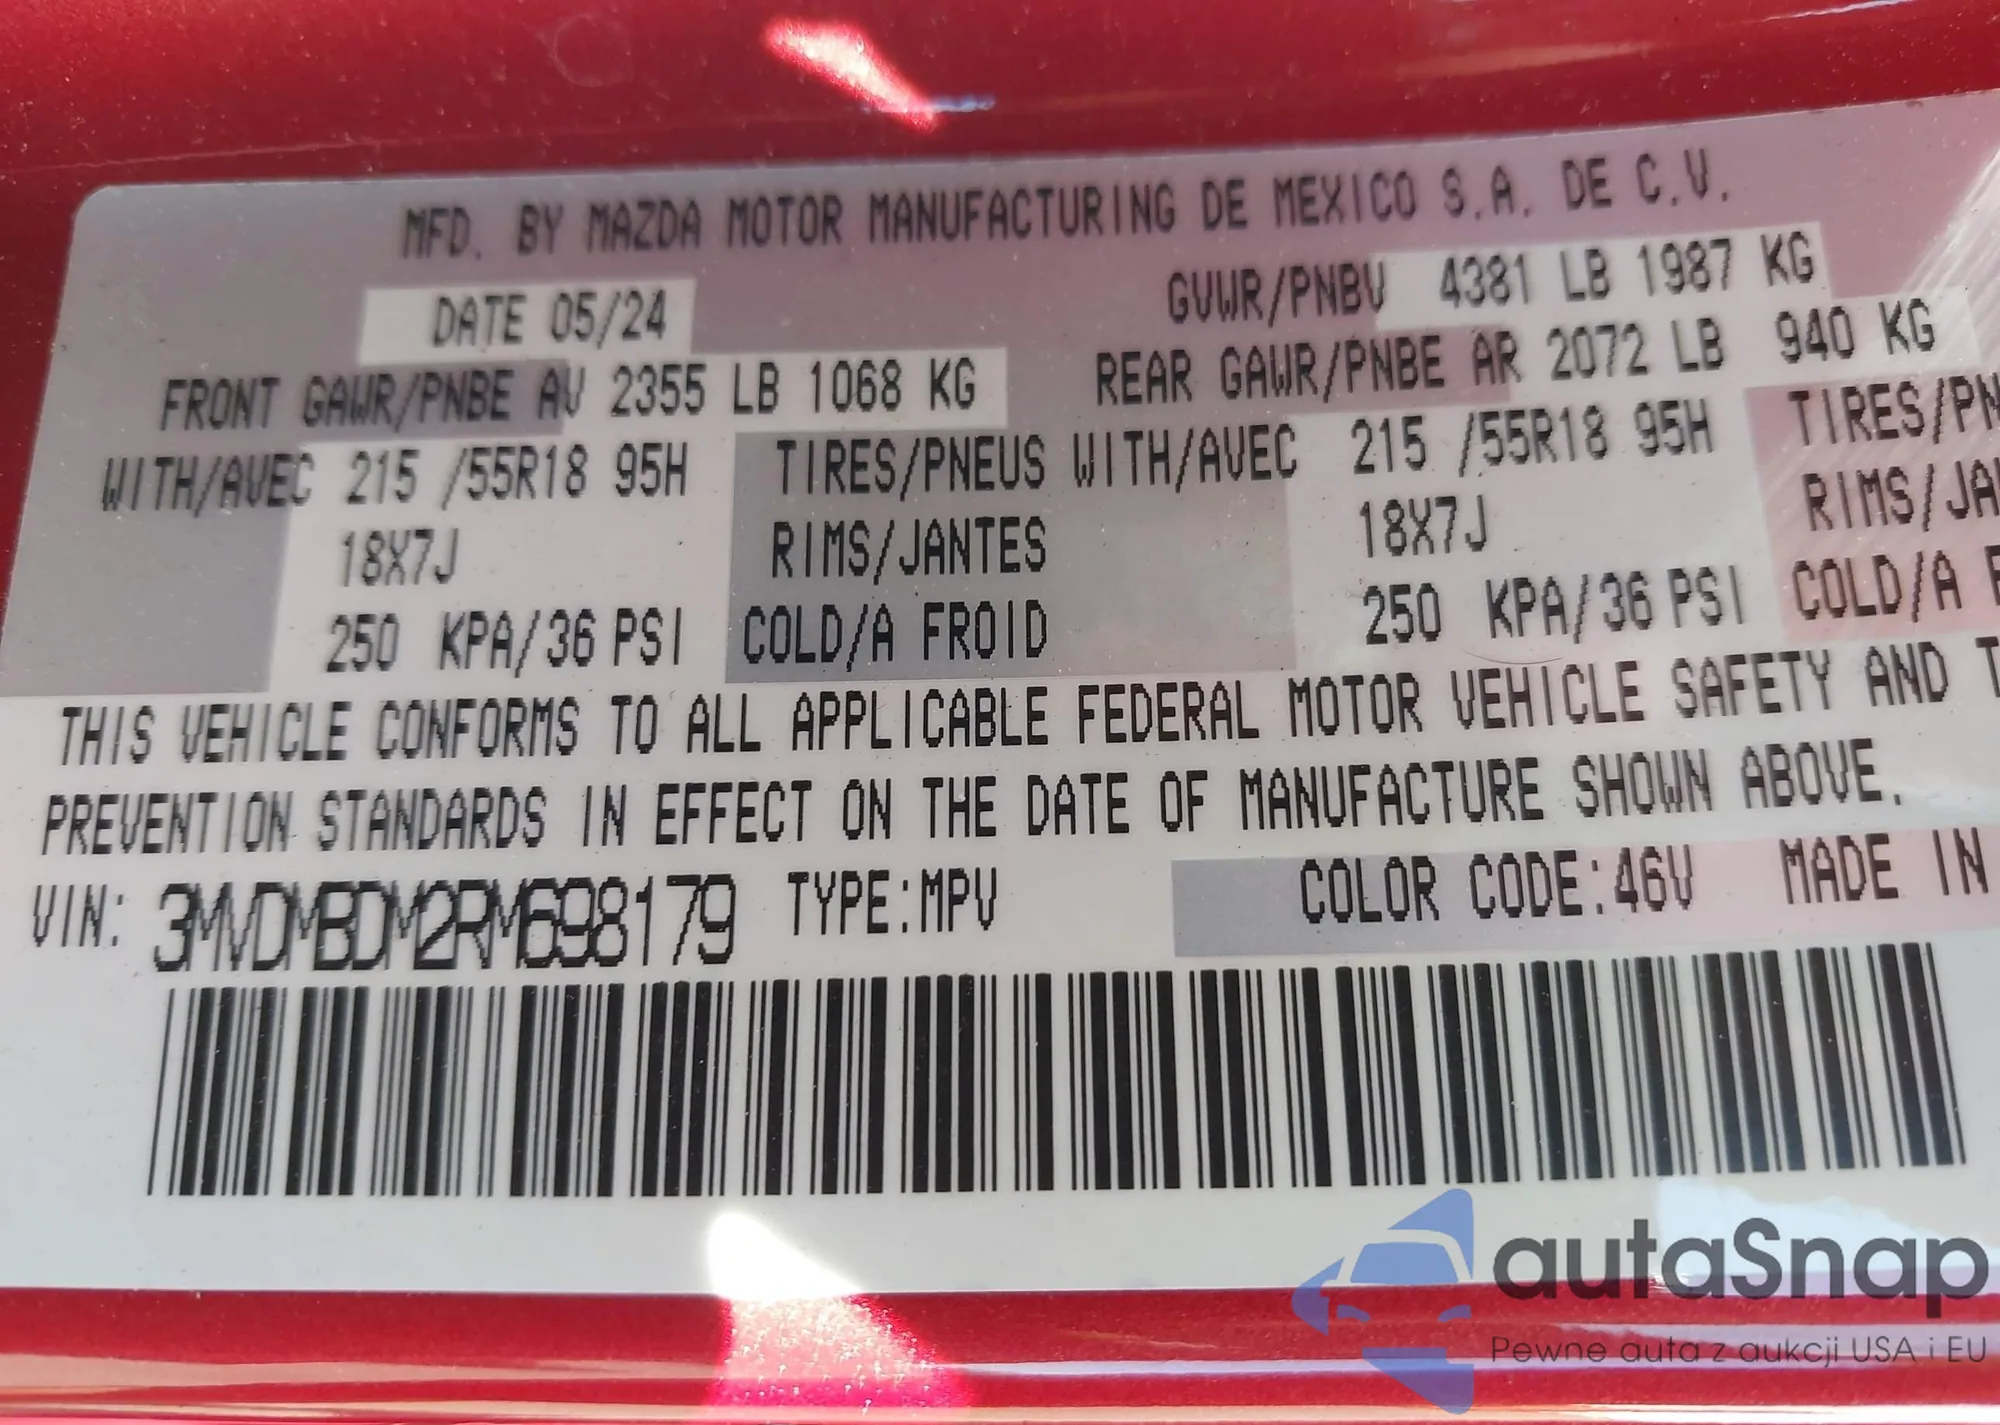 MFD. BY MAZDA MOTOR MANUFACTURING DE MEXICO S.A. DE C.V.
DATE 05/24 GVWR/PNBV 4381 LB 1987 KG
FRONT GAWR/PNBE AV 2355 LB 1068 KG REAR GAWR/PNBE AR 2072 LB 940 KG
WITH/AVEC 215 /55R18 95H TIRES/PNEUS WITH/AVEC 215 /55R18 95H TIRES/PN
18X7J RIMS/JANTES 18X7J RIMS/JA
250 KPA/36 PSI COLD/A FROID 250 KPA/36 PSI COLD/A F
THIS VEHICLE CONFORMS TO ALL APPLICABLE FEDERAL MOTOR VEHICLE SAFETY AND T
PREVENTION STANDARDS IN EFFECT ON THE DATE OF MANUFACTURE SHOWN ABOVE.
VIN: 3MVDMBDM2RM698179 TYPE:MPV COLOR CODE:46V MADE IN
autaSnap
Pewne auta z aukcji USA i EU